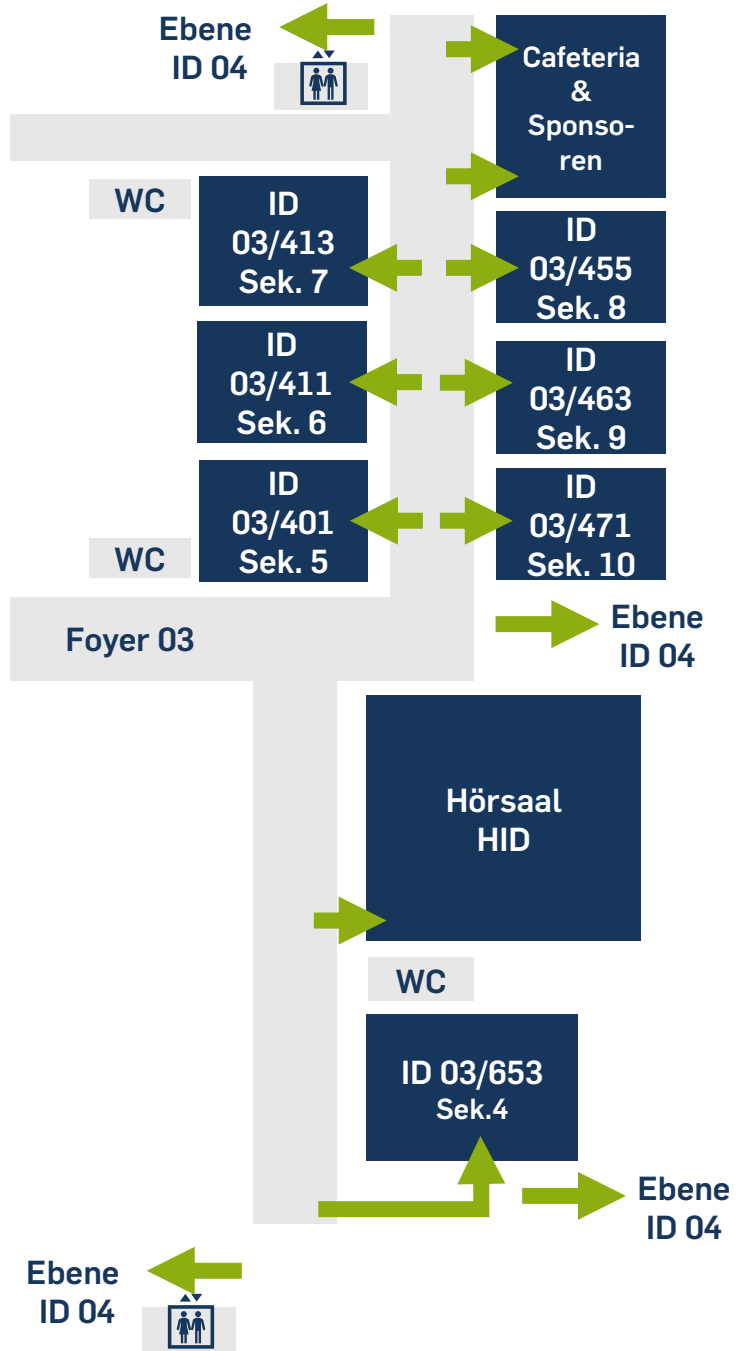 Ebene
ID 04
Cafeteria
&
Sponso-
ren
WC
ID
03/413
Sek. 7
ID
03/455
Sek. 8
ID
03/411
Sek. 6
ID
03/463
Sek. 9
ID
03/401
Sek. 5
ID
03/471
Sek. 10
WC
Foyer 03
Ebene
ID 04
Hörsaal
HID
WC
ID 03/653
Sek.4
Ebene
ID 04
Ebene
ID 04